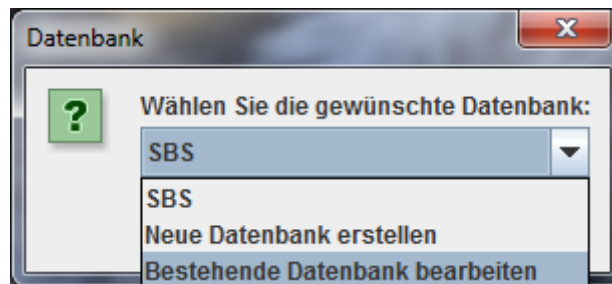 Datenbank
Wählen Sie die gewünschte Datenbank:
SBS
SBS
Neue Datenbank erstellen
Bestehende Datenbank bearbeiten